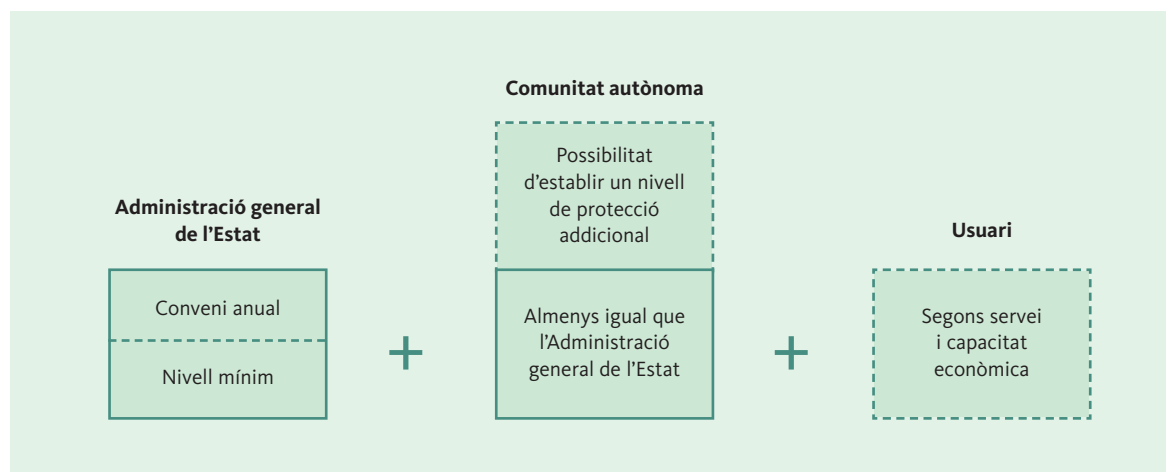 Administració general
de l’Estat
Conveni anual
Nivell mínim
+
Comunitat autònoma
Possibilitat
d’establir un nivell
de protecció
addicional
Almenys igual que
l’Administració
general de l’Estat
+
Usuari
Segons servei
i capacitat
econòmica